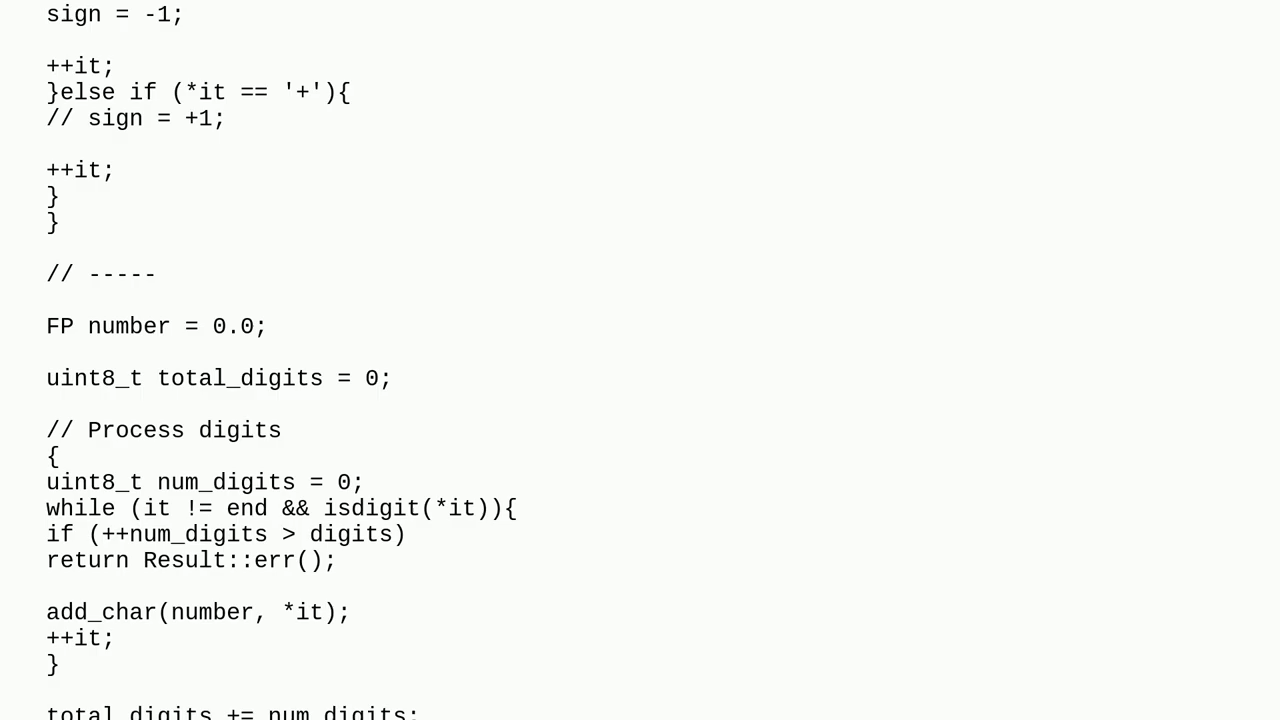 sign = -1;
++it;
}else if (*it == '+'){
// sign = +1;
++it;
}
}
// -----
FP number = 0.0;
uint8_t total_digits = 0;
// Process digits
{
uint8_t num_digits = 0;
while (it != end && isdigit(*it)){
if (++num_digits > digits)
return Result::err();
add_char(number, *it);
++it;
}
total_digits += num_digits;